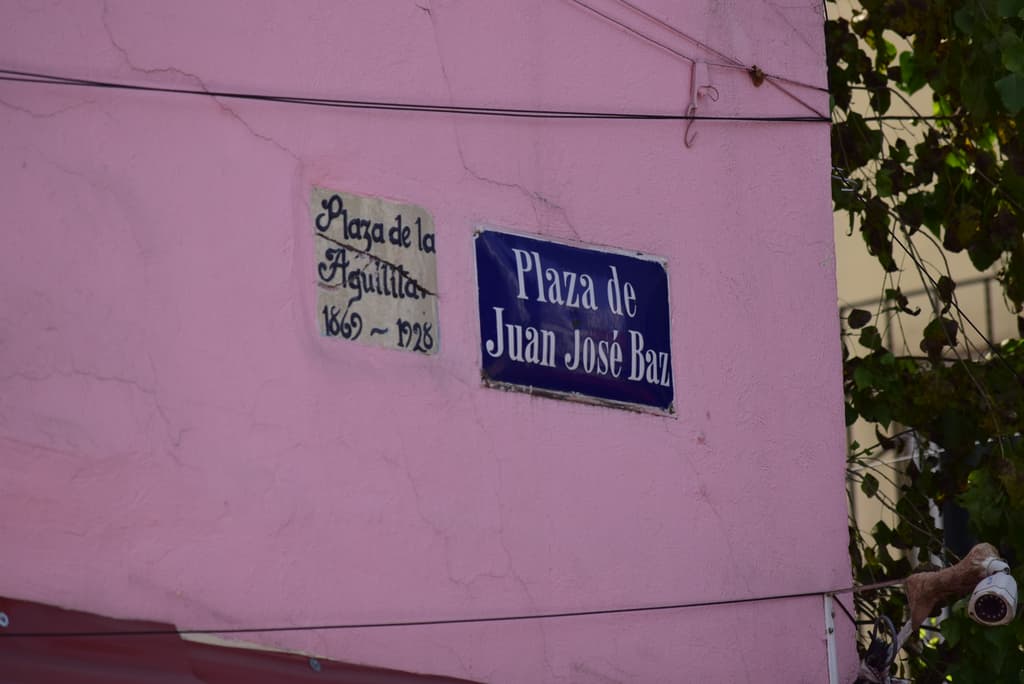 Plaza de la
Aguilita.
1869 ~ 1928
Plaza de
Juan José Baz